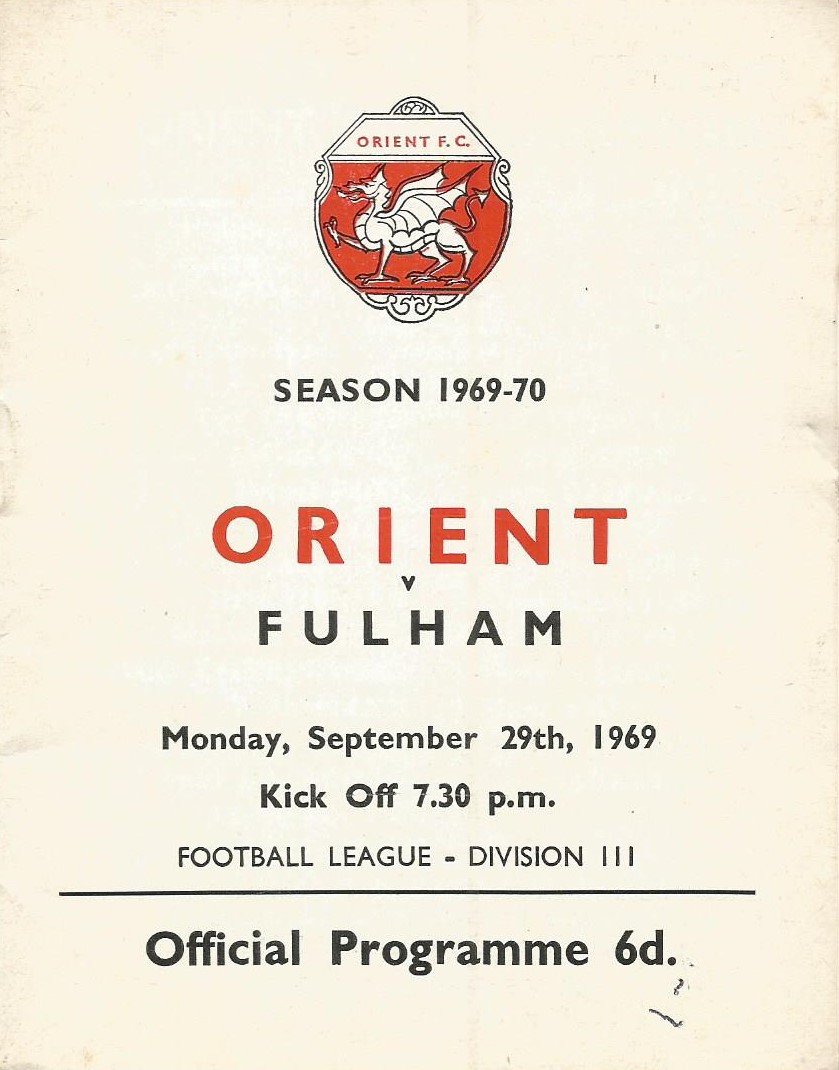 ORIENT F.C.
SEASON 1969-70
ORIENT
v
FULHAM
Monday, September 29th, 1969
Kick Off 7.30 p.m.
FOOTBALL LEAGUE - DIVISION III
Official Programme 6d.